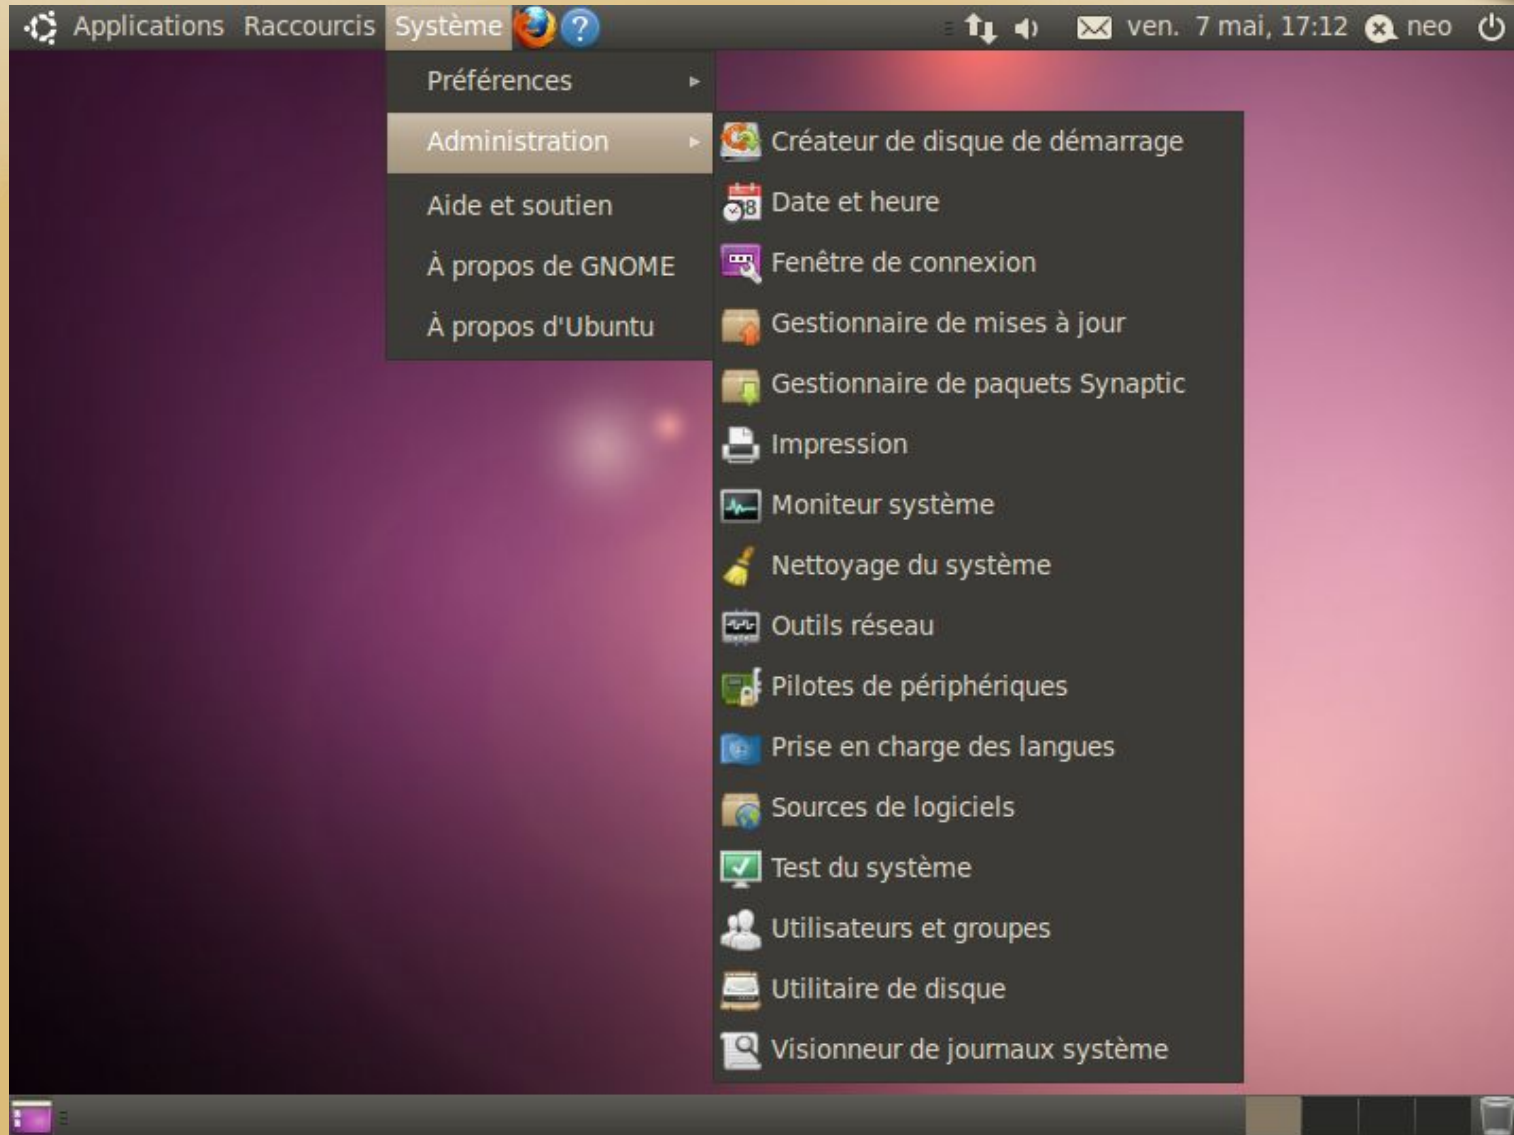 Applications Raccourcis Système ven. 7 mai, 17:12 neo
Préférences
Administration
Aide et soutien
À propos de GNOME
À propos d'Ubuntu
Créateur de disque de démarrage
Date et heure
Fenêtre de connexion
Gestionnaire de mises à jour
Gestionnaire de paquets Synaptic
Impression
Moniteur système
Nettoyage du système
Outils réseau
Pilotes de périphériques
Prise en charge des langues
Sources de logiciels
Test du système
Utilisateurs et groupes
Utilitaire de disque
Visionneur de journaux système